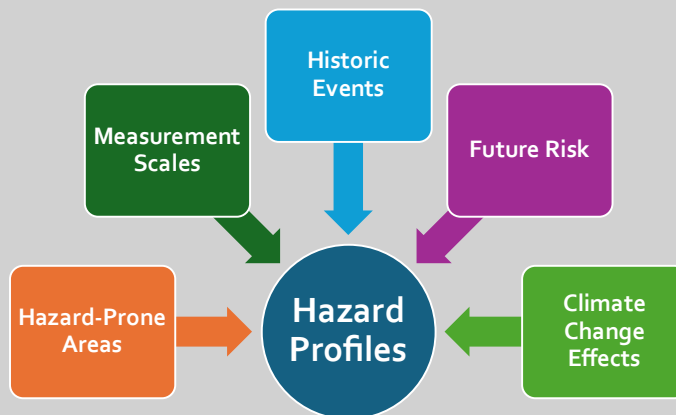 Historic
Events
Measurement
Scales
Future Risk
Hazard-Prone
Areas
Hazard
Profiles
Climate
Change
Effects